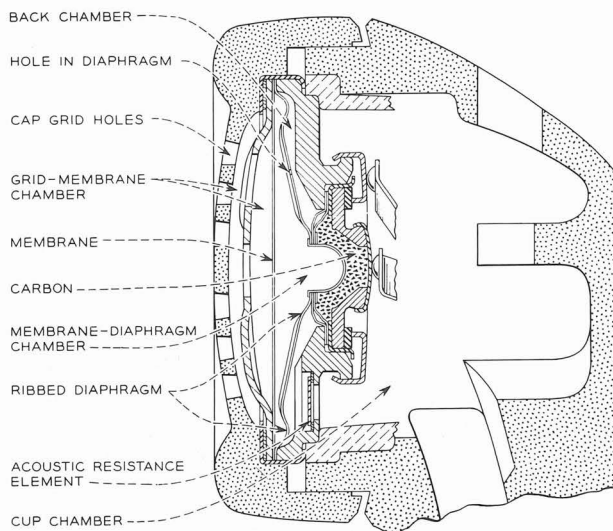 BACK CHAMBER
HOLE IN DIAPHRAGM
CAP GRID HOLES
GRID-MEMBRANE
CHAMBER
MEMBRANE
CARBON
MEMBRANE-DIAPHRAGM
CHAMBER
RIBBED DIAPHRAGM
ACOUSTIC RESISTANCE
ELEMENT
CUP CHAMBER